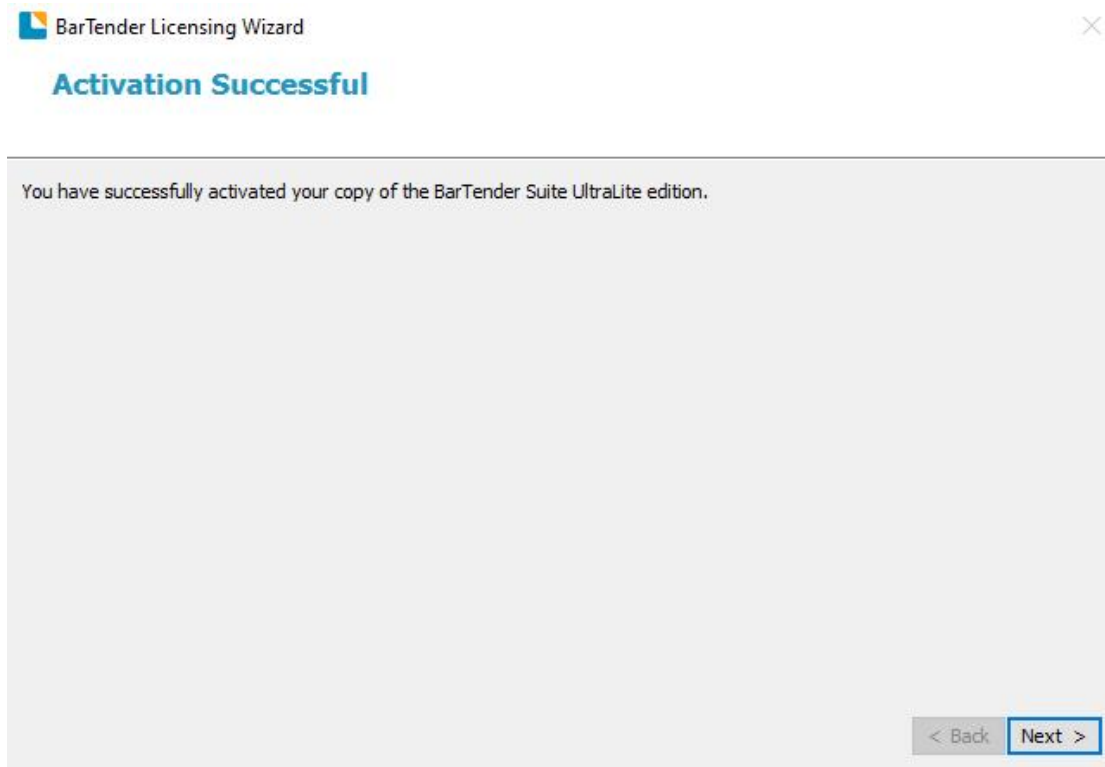 BarTender Licensing Wizard
Activation Successful
You have successfully activated your copy of the BarTender Suite UltraLite edition.
< Back Next >